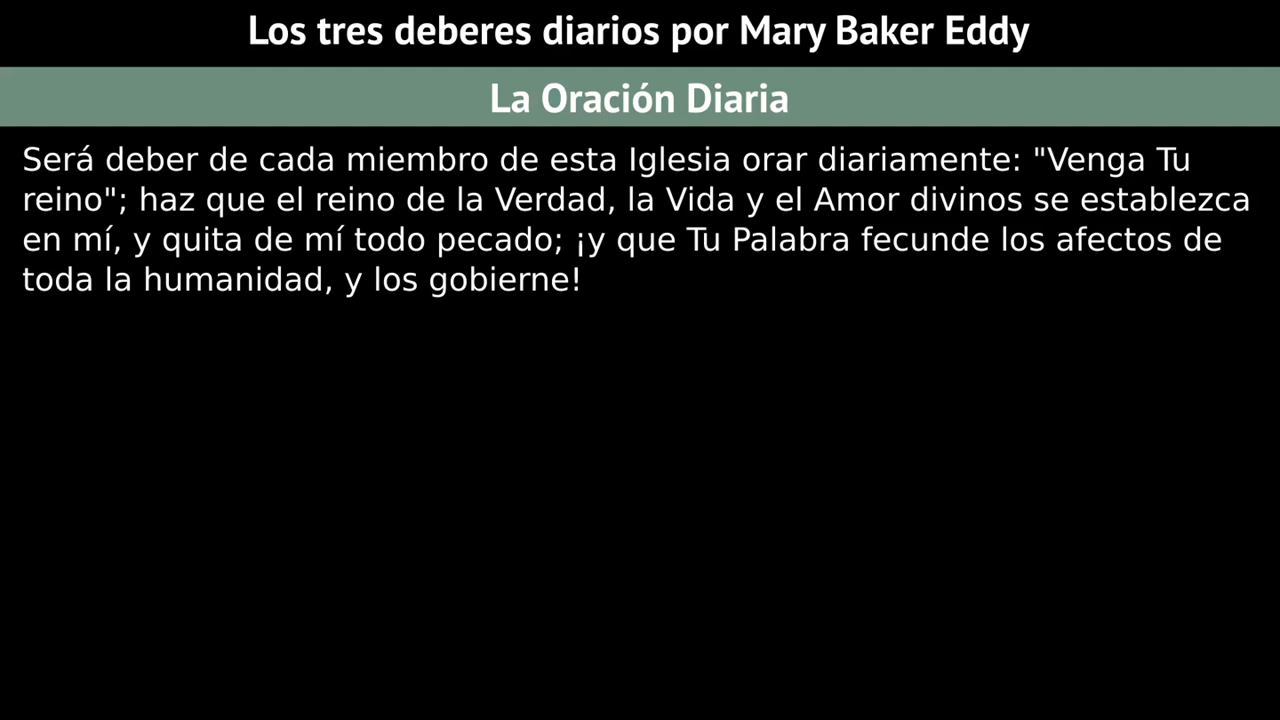 Los tres deberes diarios por Mary Baker Eddy
La Oración Diaria
Será deber de cada miembro de esta Iglesia orar diariamente: "Venga Tu
reino"; haz que el reino de la Verdad, la Vida y el Amor divinos se establezca
en mí, y quita de mí todo pecado; ¡y que Tu Palabra fecunde los afectos de
toda la humanidad, y los gobierne!